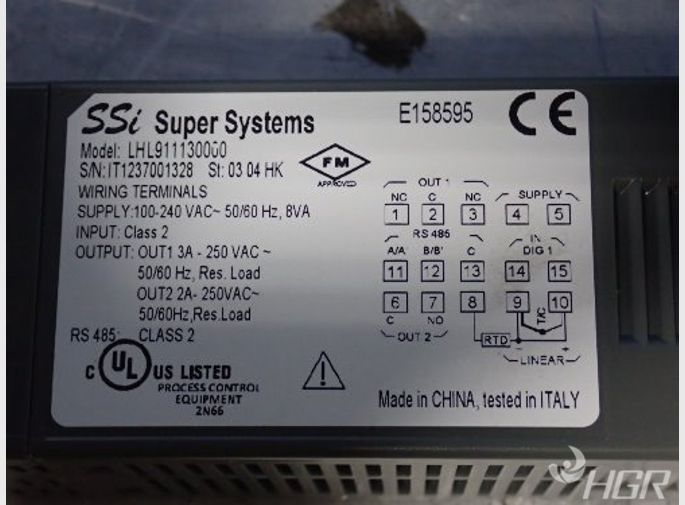 SSi Super Systems
E158595
CE
Model: LHL911130000
S/N: IT1237001328 St: 03 04 HK
FM
APPROVED
WIRING TERMINALS
SUPPLY:100-240 VAC~ 50/60 Hz, 8VA
INPUT: Class 2
OUTPUT: OUT1 3A - 250 VAC ~
50/60 Hz, Res. Load
OUT2 2A- 250VAC~
50/60Hz,Res.Load
RS 485: CLASS 2
OUT 1
SUPPLY
NC C NC
1 2 3 4 5
RS 485
IN
DIG 1
A/A' B/B' C
11 12 13 14 15
6 7 8 9 10
C NO
T/C
OUT 2
RTD
- +
LINEAR
C UL US LISTED
PROCESS CONTROL
EQUIPMENT
2N66
Made in CHINA, tested in ITALY
HGR